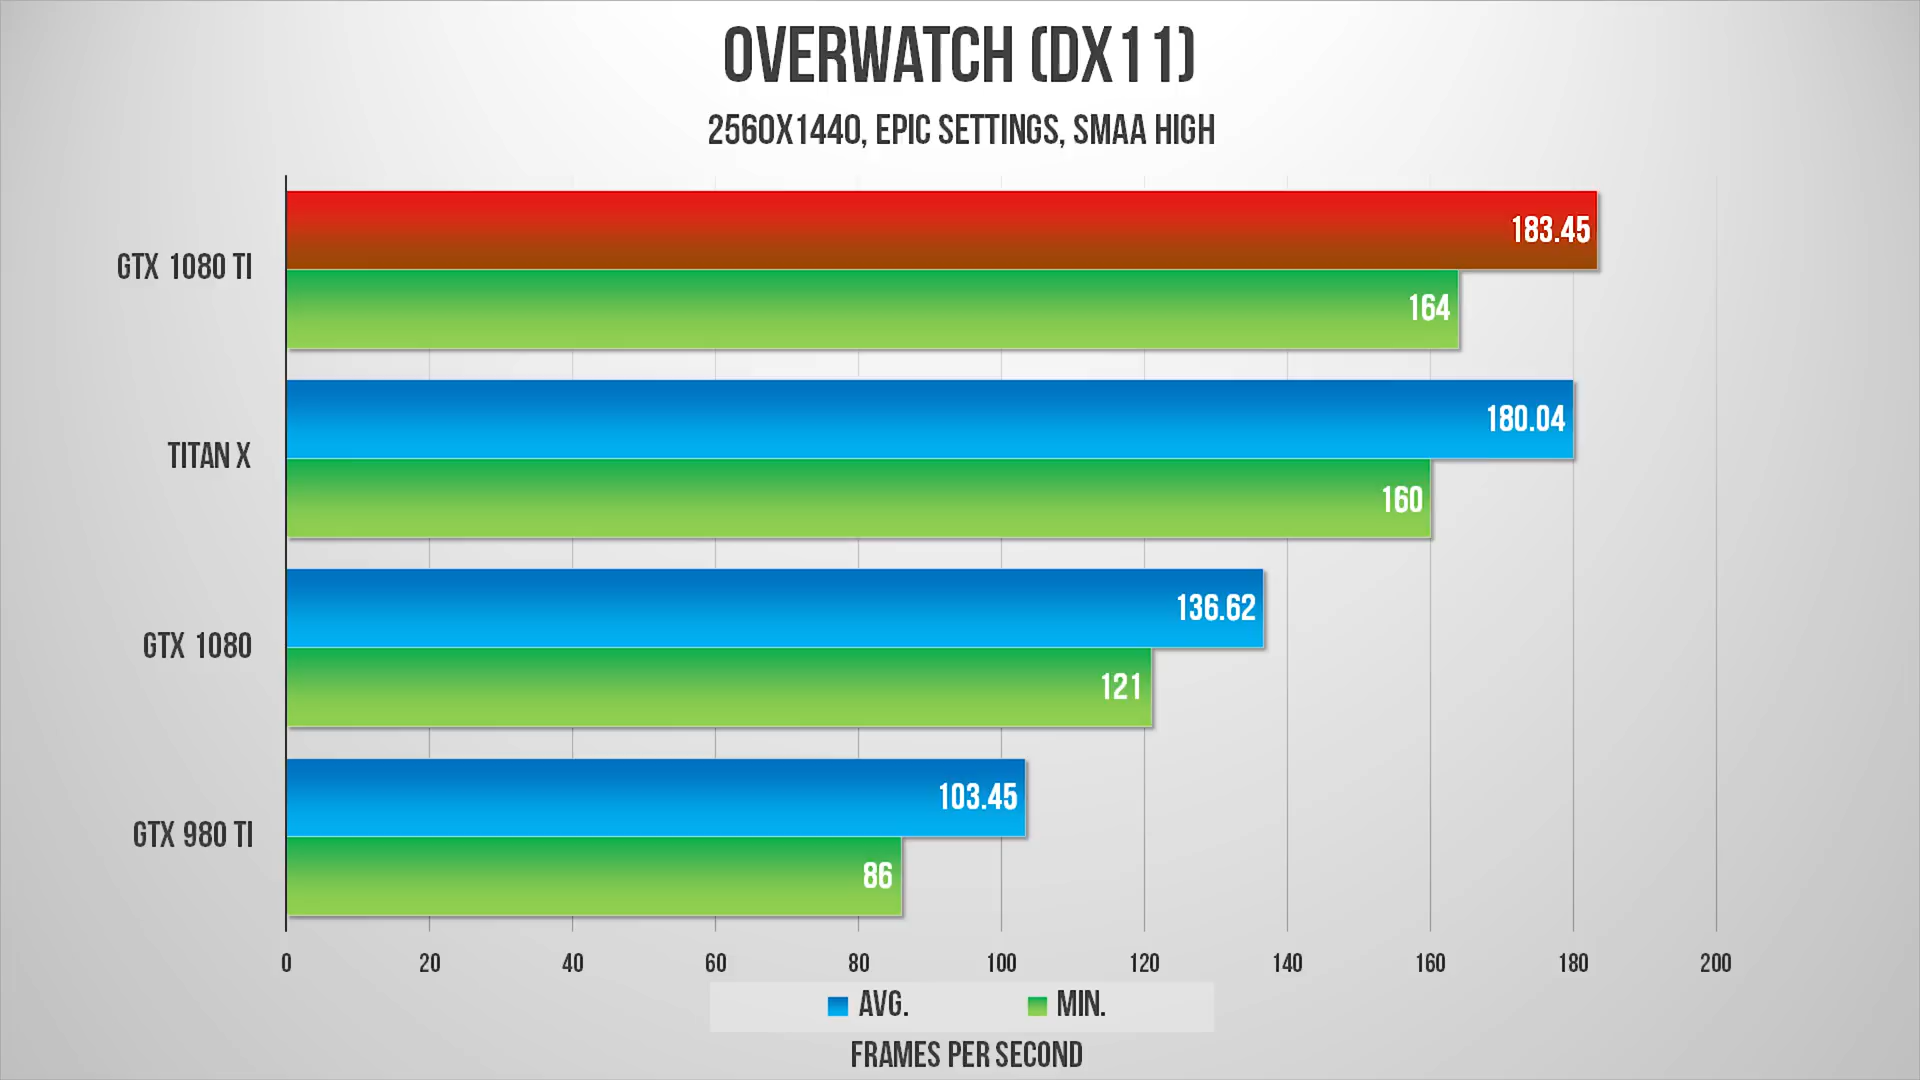 OVERWATCH (DX11)
2560X1440, EPIC SETTINGS, SMAA HIGH
GTX 1080 TI
183.45
164
TITAN X
180.04
160
GTX 1080
136.62
121
GTX 980 TI
103.45
86
0 20 40 60 80 100 120 140 160 180 200
AVG. MIN.
FRAMES PER SECOND